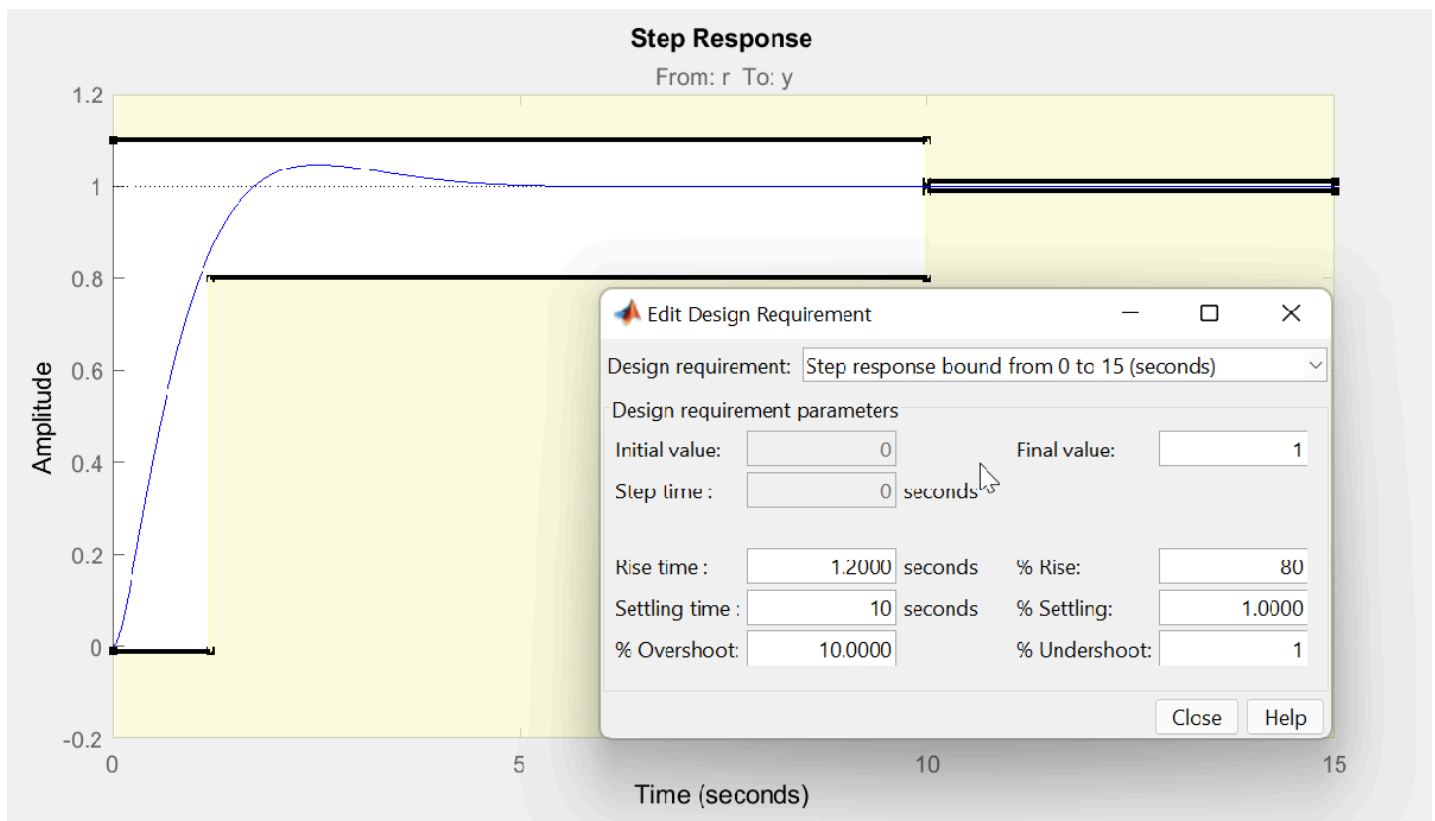 Step Response
From: r To: y
1.2
1
0.8
0.6
0.4
0.2
0
-0.2
Amplitude
0
5
10
15
Time (seconds)
Edit Design Requirement
Design requirement: Step response bound from 0 to 15 (seconds)
Design requirement parameters
Initial value: 0 Final value: 1
Step time : 0 seconds
Rise time : 1.2000 seconds % Rise: 80
Settling time : 10 seconds % Settling: 1.0000
% Overshoot: 10.0000 % Undershoot: 1
Close Help